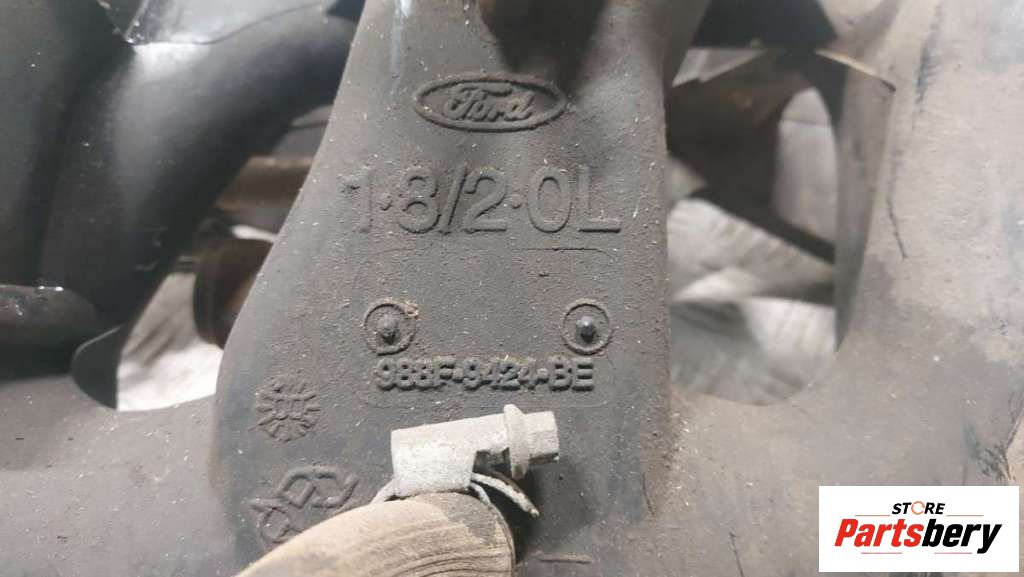 Ford
1·8/2·0L
988F·9424·BE
STORE
Partsbery